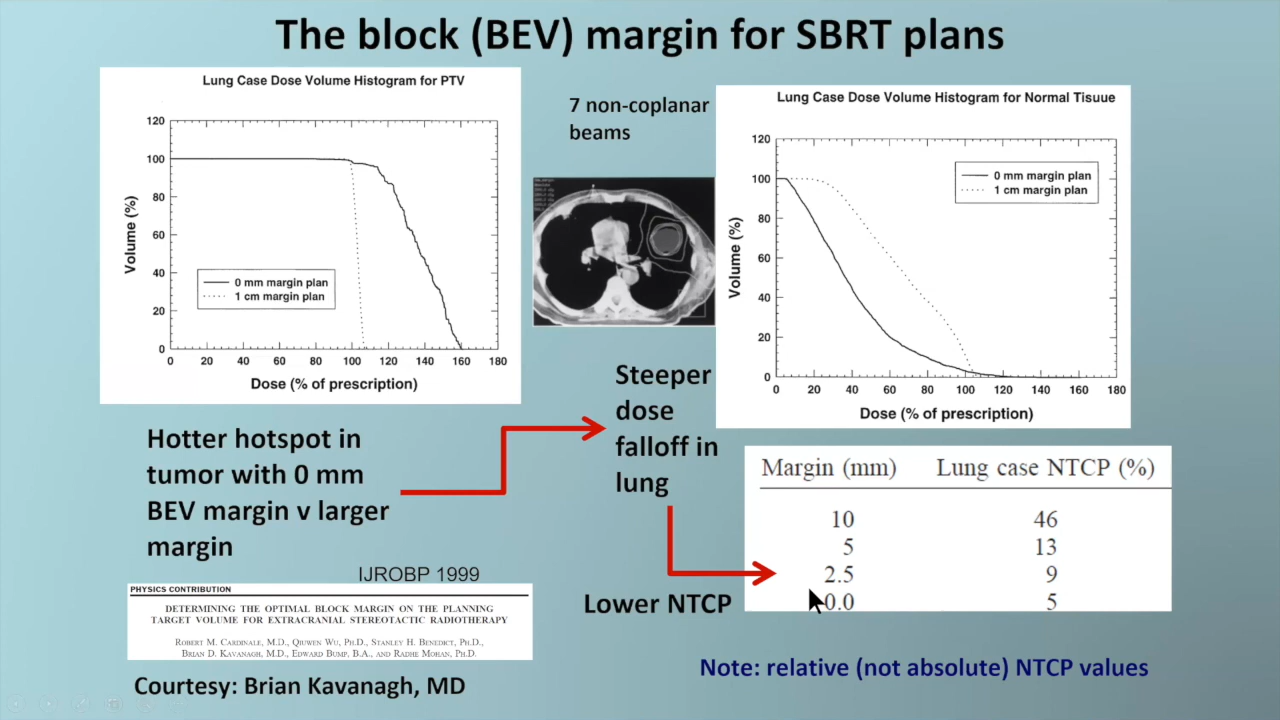 The block (BEV) margin for SBRT plans
Lung Case Dose Volume Histogram for PTV
120
100
80
60
40
20
0
Volume (%)
0 mm margin plan
1 cm margin plan
0 20 40 60 80 100 120 140 160 180
Dose (% of prescription)
7 non-coplanar
beams
Lung Case Dose Volume Histogram for Normal Tisuue
120
100
80
60
40
20
0
Volume (%)
0 mm margin plan
1 cm margin plan
0 20 40 60 80 100 120 140 160 180
Dose (% of prescription)
Hotter hotspot in
tumor with 0 mm
BEV margin v larger
margin
Steeper
dose
falloff in
lung
Margin (mm) Lung case NTCP (%)
10 46
5 13
2.5 9
0.0 5
Lower NTCP
IJROBP 1999
PHYSICS CONTRIBUTION
DETERMINING THE OPTIMAL BLOCK MARGIN ON THE PLANNING
TARGET VOLUME FOR EXTRACRANIAL STEREOTACTIC RADIOTHERAPY
ROBERT M. CARDINALE, M.D., QIUWEN WU, PH.D., STANLEY H. BENEDICT, PH.D.,
BRIAN D. KAVANAGH, M.D., EDWARD BUMP, B.A., AND RADHE MOHAN, PH.D.
Courtesy: Brian Kavanagh, MD
Note: relative (not absolute) NTCP values